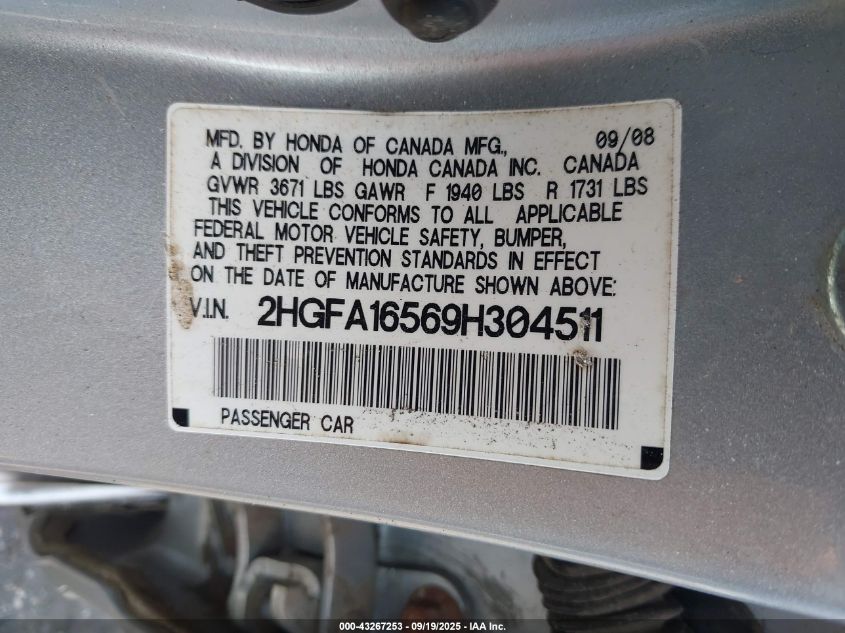 MFD. BY HONDA OF CANADA MFG., 09/08
A DIVISION OF HONDA CANADA INC. CANADA
GVWR 3671 LBS GAWR F 1940 LBS R 1731 LBS
THIS VEHICLE CONFORMS TO ALL APPLICABLE
FEDERAL MOTOR VEHICLE SAFETY, BUMPER,
AND THEFT PREVENTION STANDARDS IN EFFECT
ON THE DATE OF MANUFACTURE SHOWN ABOVE:
V.I.N. 2HGFA16569H304511
PASSENGER CAR
000-43267253 - 09/19/2025 - IAA Inc.